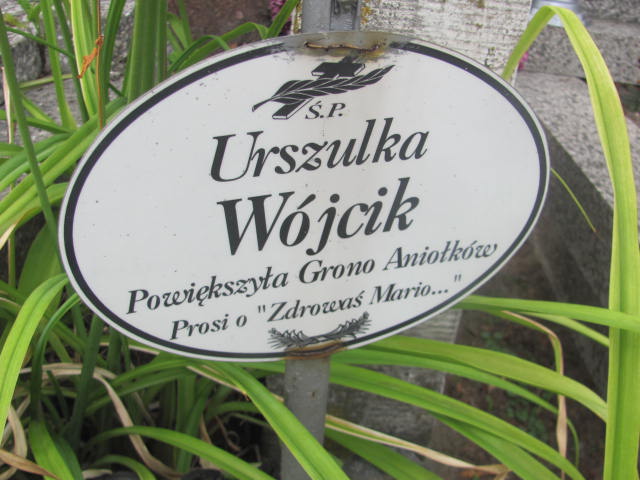 Ś.P.
Urszulka
Wójcik
Powiększyła Grono Aniołków
Prosi o "Zdrowaś Mario..."